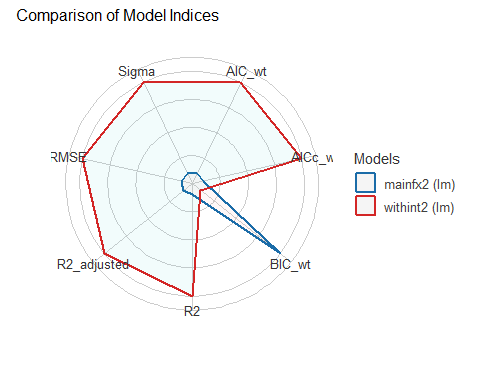 Comparison of Model Indices
Sigma
AIC_wt
RMSE
AICc_w
Models
mainfx2 (lm)
withint2 (lm)
R2_adjusted
BIC_wt
R2